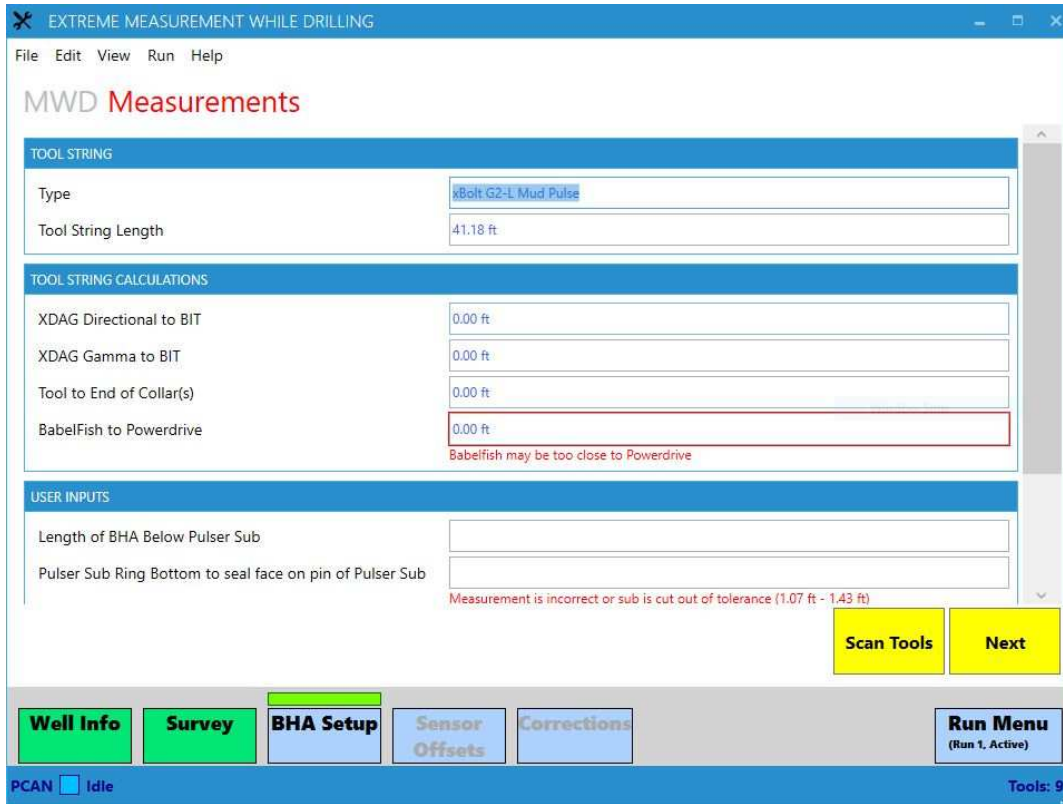 EXTREME MEASUREMENT WHILE DRILLING
File Edit View Run Help
MWD Measurements
TOOL STRING
Type xBolt G2-L Mud Pulse
Tool String Length 41.18 ft
TOOL STRING CALCULATIONS
XDAG Directional to BIT 0.00 ft
XDAG Gamma to BIT 0.00 ft
Tool to End of Collar(s) 0.00 ft
BabelFish to Powerdrive 0.00 ft
Babelfish may be too close to Powerdrive
USER INPUTS
Length of BHA Below Pulser Sub
Pulser Sub Ring Bottom to seal face on pin of Pulser Sub
Measurement is incorrect or sub is cut out of tolerance (1.07 ft - 1.43 ft)
Scan Tools Next
Well Info Survey BHA Setup Sensor Offsets Corrections Run Menu
(Run 1, Active)
PCAN Idle Tools: 9